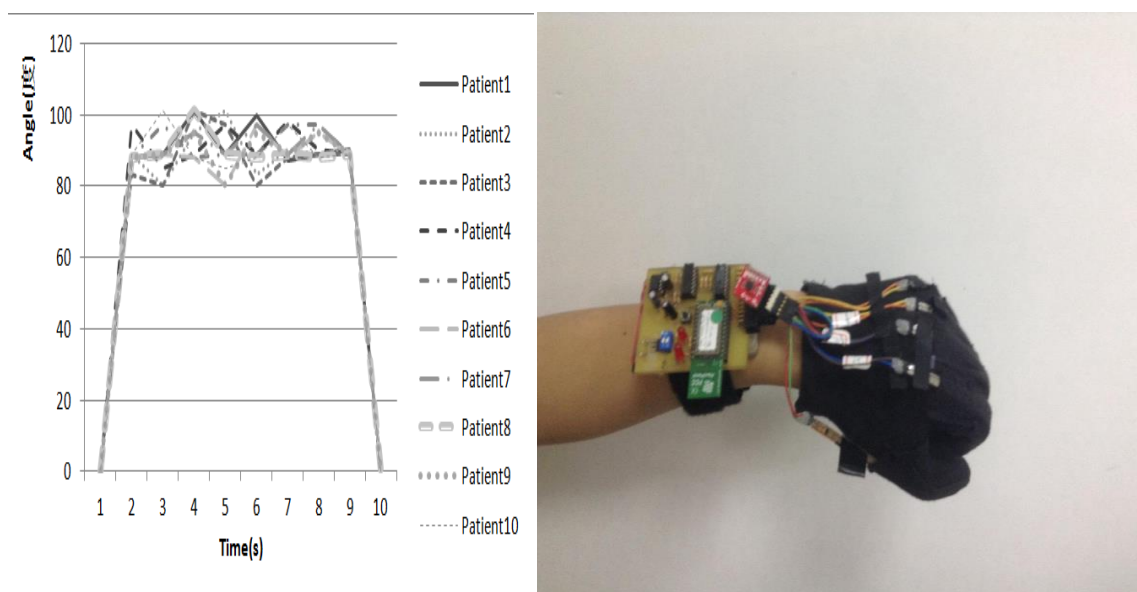 Angle
120
100
80
60
40
20
0
1 2 3 4 5 6 7 8 9 10
Time(s)
Patient1
Patient2
Patient3
Patient4
Patient5
Patient6
Patient7
Patient8
Patient9
Patient10